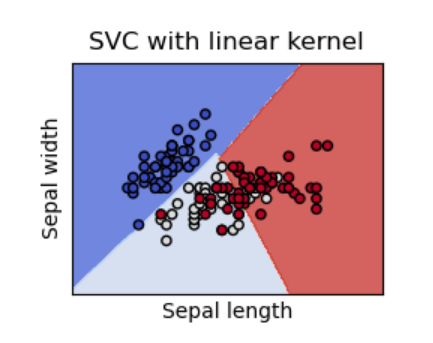 SVC with linear kernel
Sepal width
Sepal length